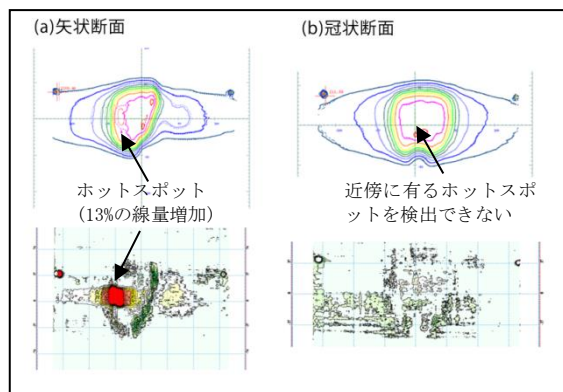 (a)矢状断面
(b)冠状断面
ホットスポット
(13%の線量増加)
近傍に有るホットスポ
ットを検出できない